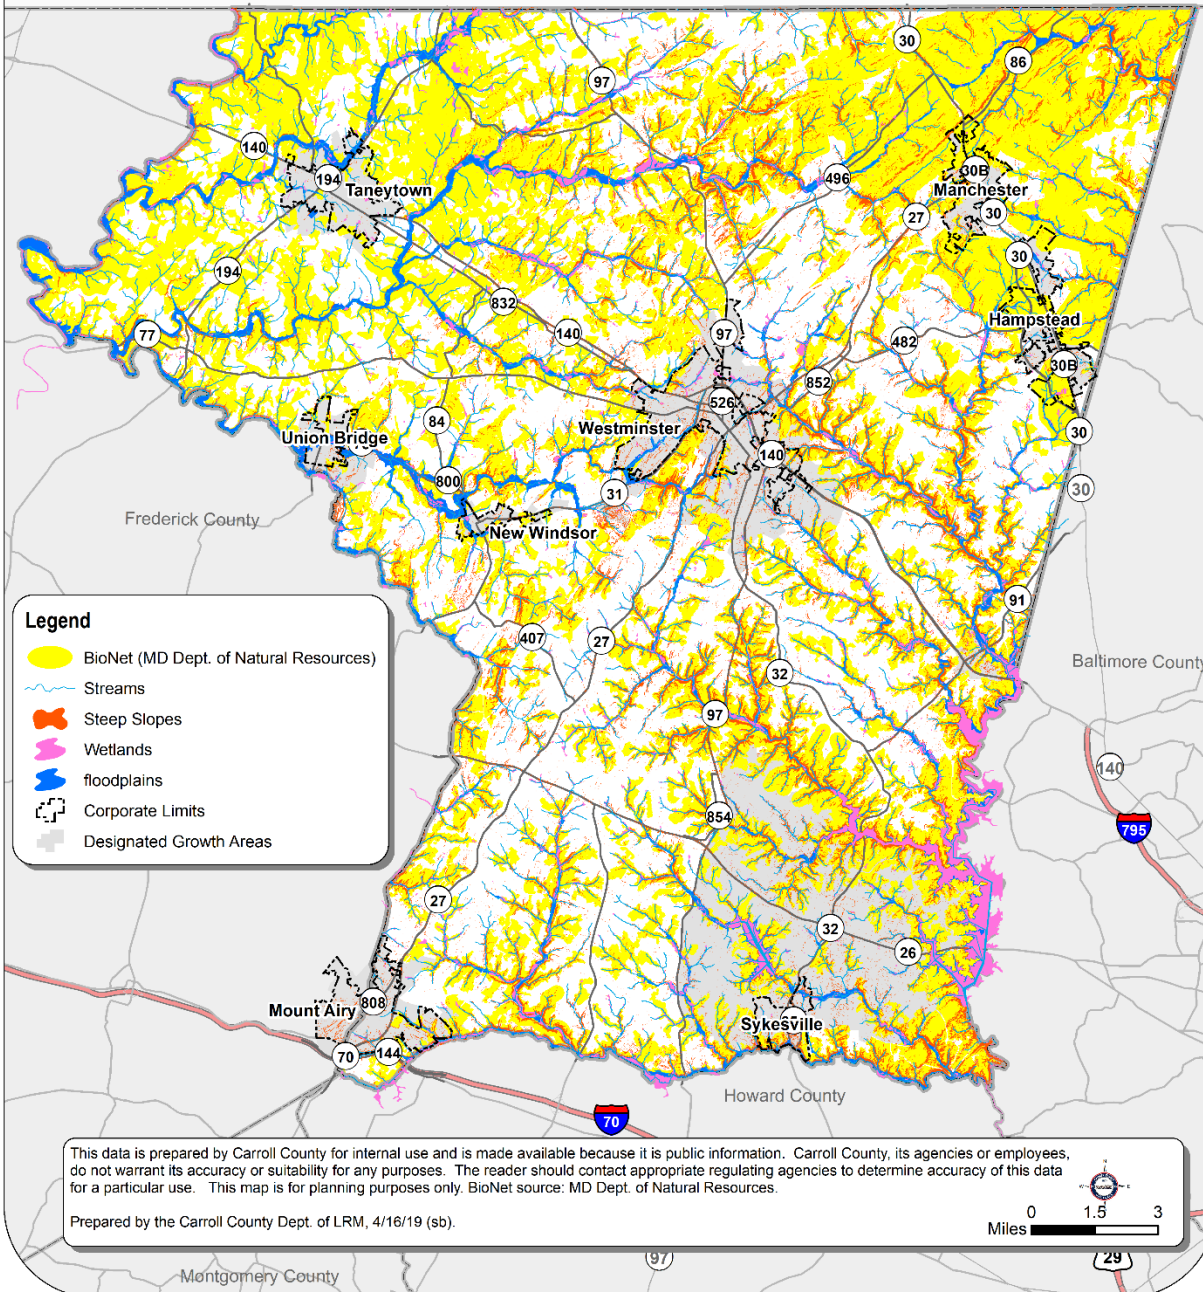 30
86
97
140
496
194
Taneytown
30B
Manchester
27
30
30
194
832
Hampstead
77
140
97
482
30B
852
526
84
Westminster
Union Bridge
30
140
800
31
30
New Windsor
Frederick County
91
Legend
BioNet (MD Dept. of Natural Resources)
Streams
Steep Slopes
Wetlands
floodplains
Corporate Limits
Designated Growth Areas
407
27
32
Baltimore County
97
140
854
795
27
32
26
808
Mount Airy
Sykesville
70
144
Howard County
70
This data is prepared by Carroll County for internal use and is made available because it is public information. Carroll County, its agencies or employees,
do not warrant its accuracy or suitability for any purposes. The reader should contact appropriate regulating agencies to determine accuracy of this data
for a particular use. This map is for planning purposes only. BioNet source: MD Dept. of Natural Resources.
Prepared by the Carroll County Dept. of LRM, 4/16/19 (sb).
N
W
E
0 1.5 3
Miles
97
29
Montgomery County